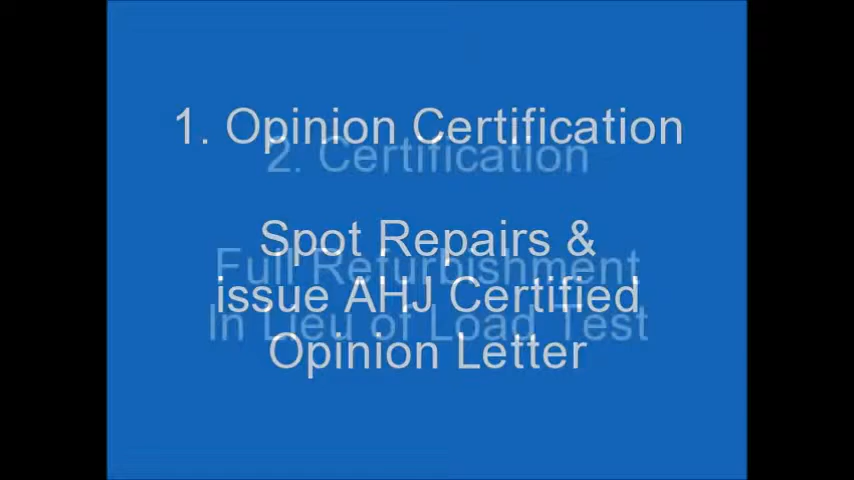 1. Opinion Certification
2. Certification
Spot Repairs &
issue AHJ Certified
Opinion Letter
Full Refurbishment
In Lieu of Load Test